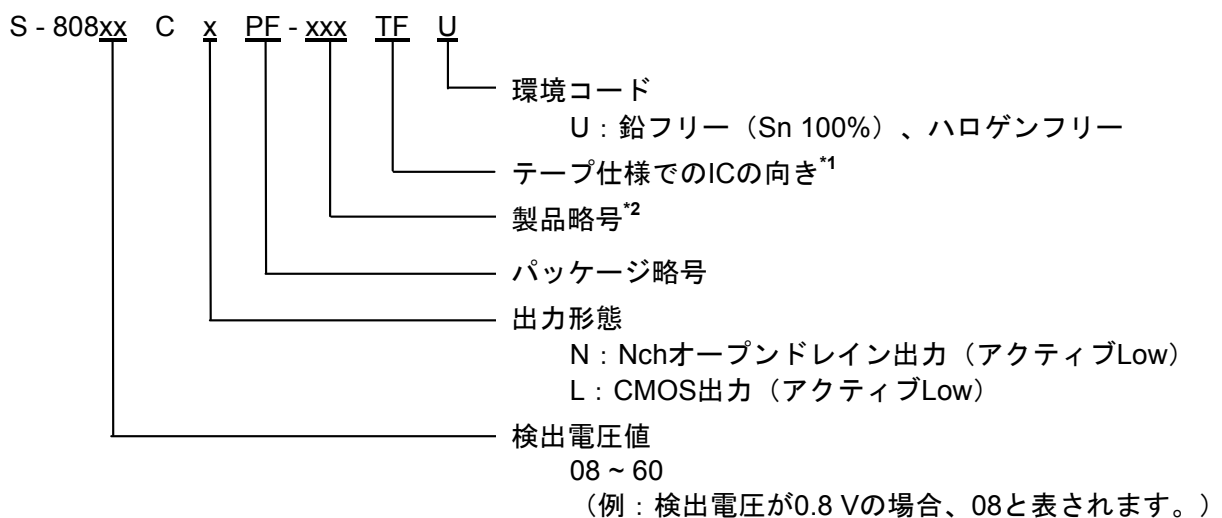 S - 808xx C x PF - xxx TF U
環境コード
U：鉛フリー（Sn 100%）、ハロゲンフリー
テープ仕様でのICの向き*1
製品略号*2
パッケージ略号
出力形態
N：Nchオープンドレイン出力（アクティブLow）
L：CMOS出力（アクティブLow）
検出電圧値
08 ~ 60
（例：検出電圧が0.8 Vの場合、08と表されます。）